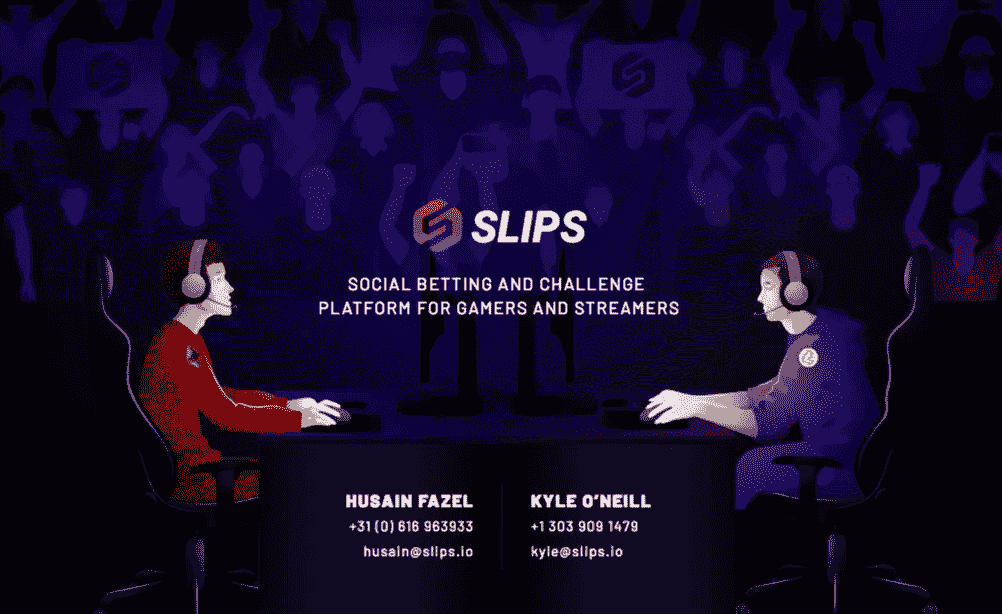 SLIPS
SOCIAL BETTING AND CHALLENGE
PLATFORM FOR GAMERS AND STREAMERS
HUSAIN FAZEL
+31 (0) 616 963933
husain@slips.io
KYLE O'NEILL
+1 303 909 1479
kyle@slips.io